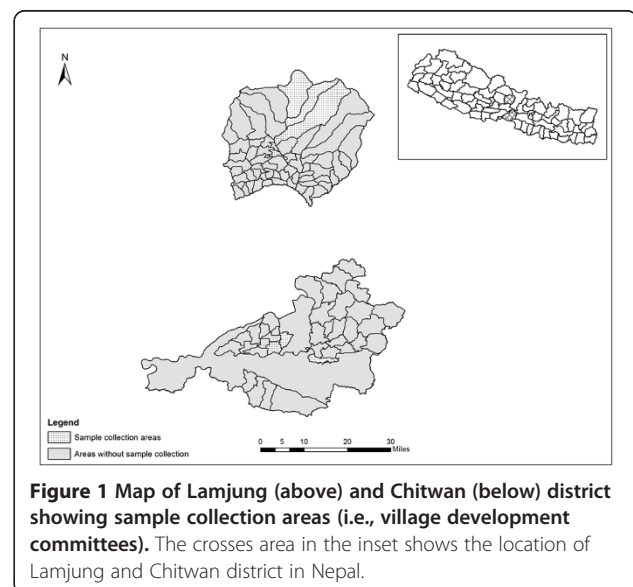 N
Legend
Sample collection areas
Areas without sample collection
0 5 10 20 30
Miles
Figure 1 Map of Lamjung (above) and Chitwan (below) district
showing sample collection areas (i.e., village development
committees). The crosses area in the inset shows the location of
Lamjung and Chitwan district in Nepal.